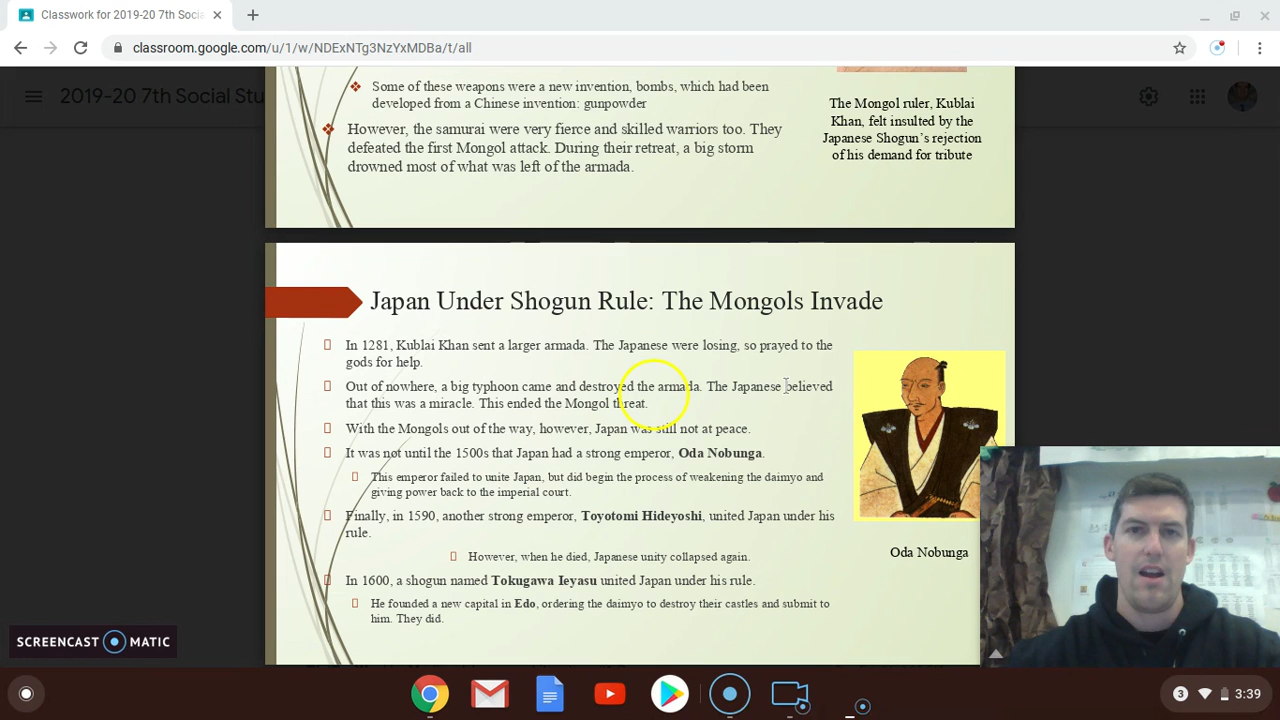 Classwork for 2019-20 7th Socia
classroom.google.com/u/1/w/NDExNTg3NzYxMDBa/t/all
2019-20 7th Social Stu
Some of these weapons were a new invention, bombs, which had been
developed from a Chinese invention: gunpowder
However, the samurai were very fierce and skilled warriors too. They
defeated the first Mongol attack. During their retreat, a big storm
drowned most of what was left of the armada.
The Mongol ruler, Kublai
Khan, felt insulted by the
Japanese Shogun's rejection
of his demand for tribute
Japan Under Shogun Rule: The Mongols Invade
In 1281, Kublai Khan sent a larger armada. The Japanese were losing, so prayed to the
gods for help.
Out of nowhere, a big typhoon came and destroyed the armada. The Japanese believed
that this was a miracle. This ended the Mongol threat.
With the Mongols out of the way, however, Japan was still not at peace.
It was not until the 1500s that Japan had a strong emperor, Oda Nobunga.
This emperor failed to unite Japan, but did begin the process of weakening the daimyo and
giving power back to the imperial court.
Finally, in 1590, another strong emperor, Toyotomi Hideyoshi, united Japan under his
rule.
However, when he died, Japanese unity collapsed again.
In 1600, a shogun named Tokugawa Ieyasu united Japan under his rule.
He founded a new capital in Edo, ordering the daimyo to destroy their castles and submit to
him. They did.
Oda Nobunga
SCREENCAST MATIC
3
3:39